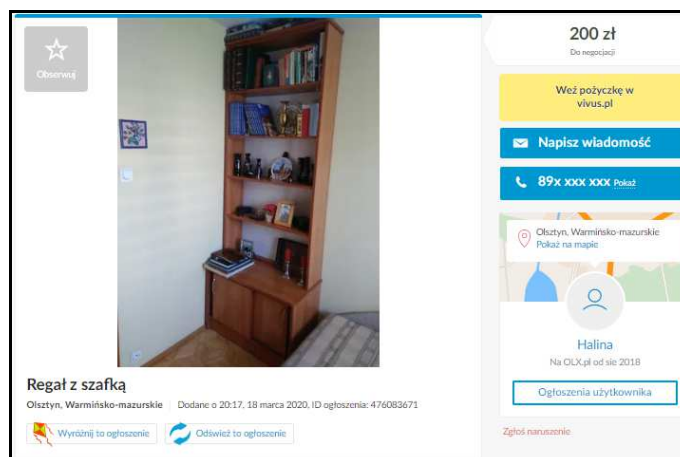 Obserwuj
Regał z szafką
Olsztyn, Warmińsko-mazurskie | Dodane o 20:17, 18 marca 2020, ID ogłoszenia: 476083671
Wyróżnij to ogłoszenie
Odśwież to ogłoszenie
200 zł
Do negocjacji
Weź pożyczkę w
vivus.pl
Napisz wiadomość
89x xxx xxx Pokaż
Olsztyn, Warmińsko-mazurskie
Pokaż na mapie
Halina
Na OLX.pl od sie 2018
Ogłoszenia użytkownika
Zgłoś naruszenie